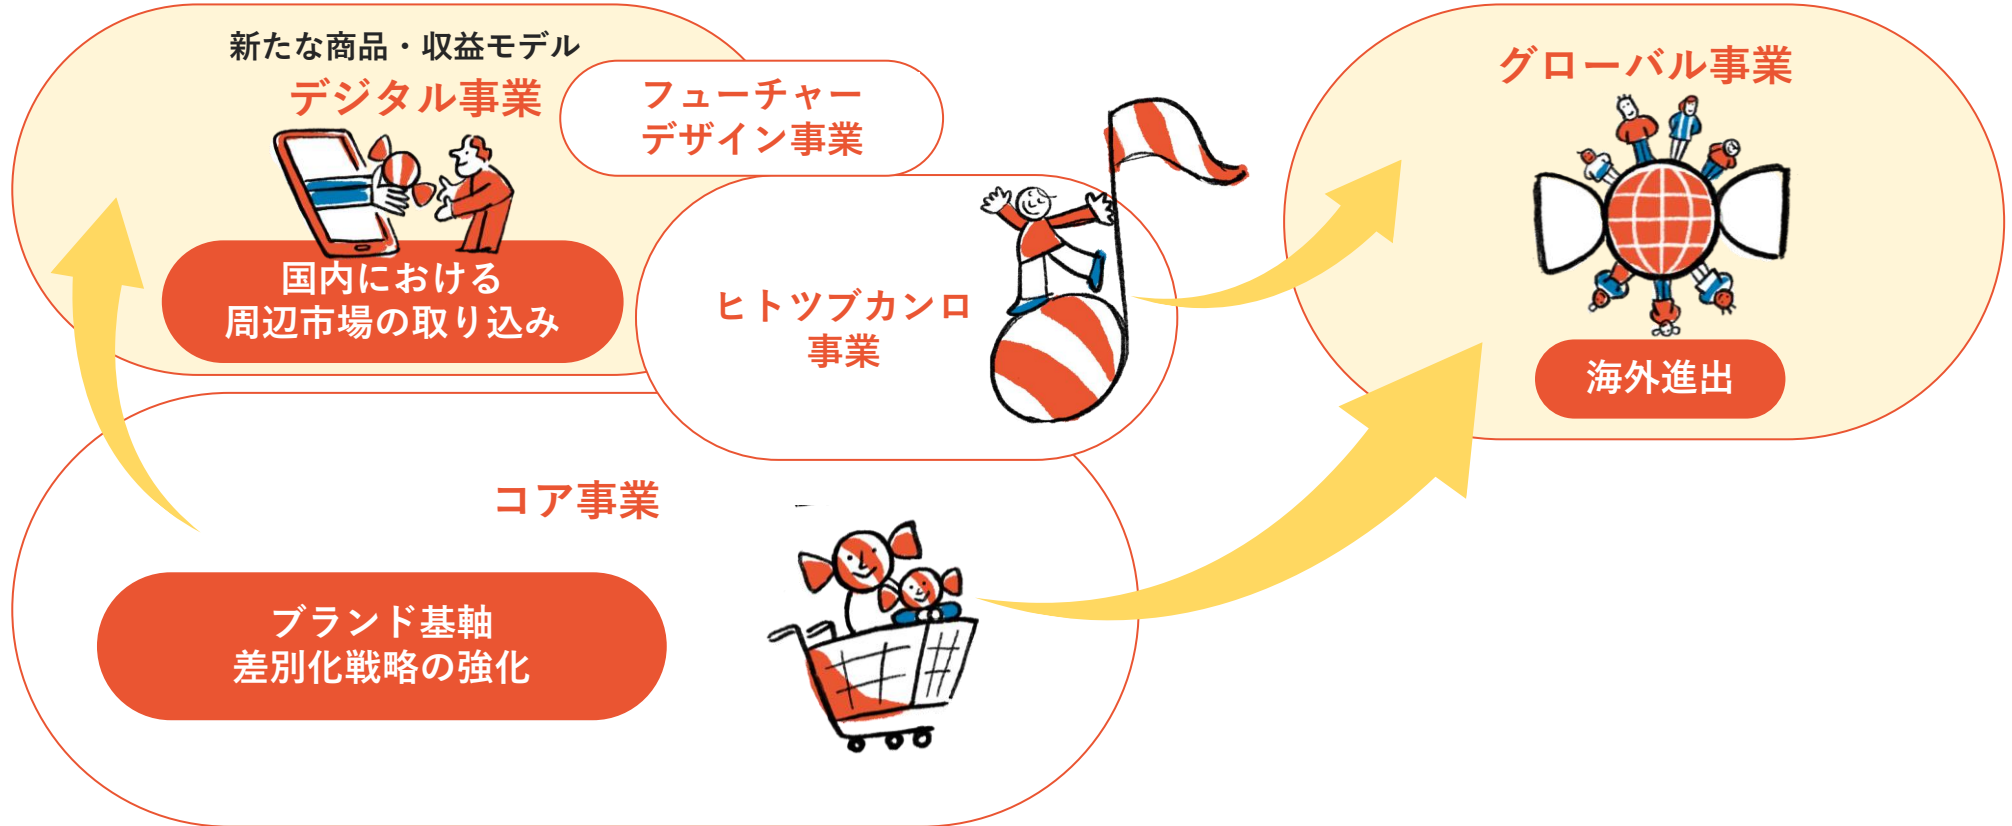 新たな商品・収益モデル
デジタル事業
国内における
周辺市場の取り込み
フューチャー
デザイン事業
ヒトツブカンロ
事業
グローバル事業
海外進出
コア事業
ブランド基軸
差別化戦略の強化